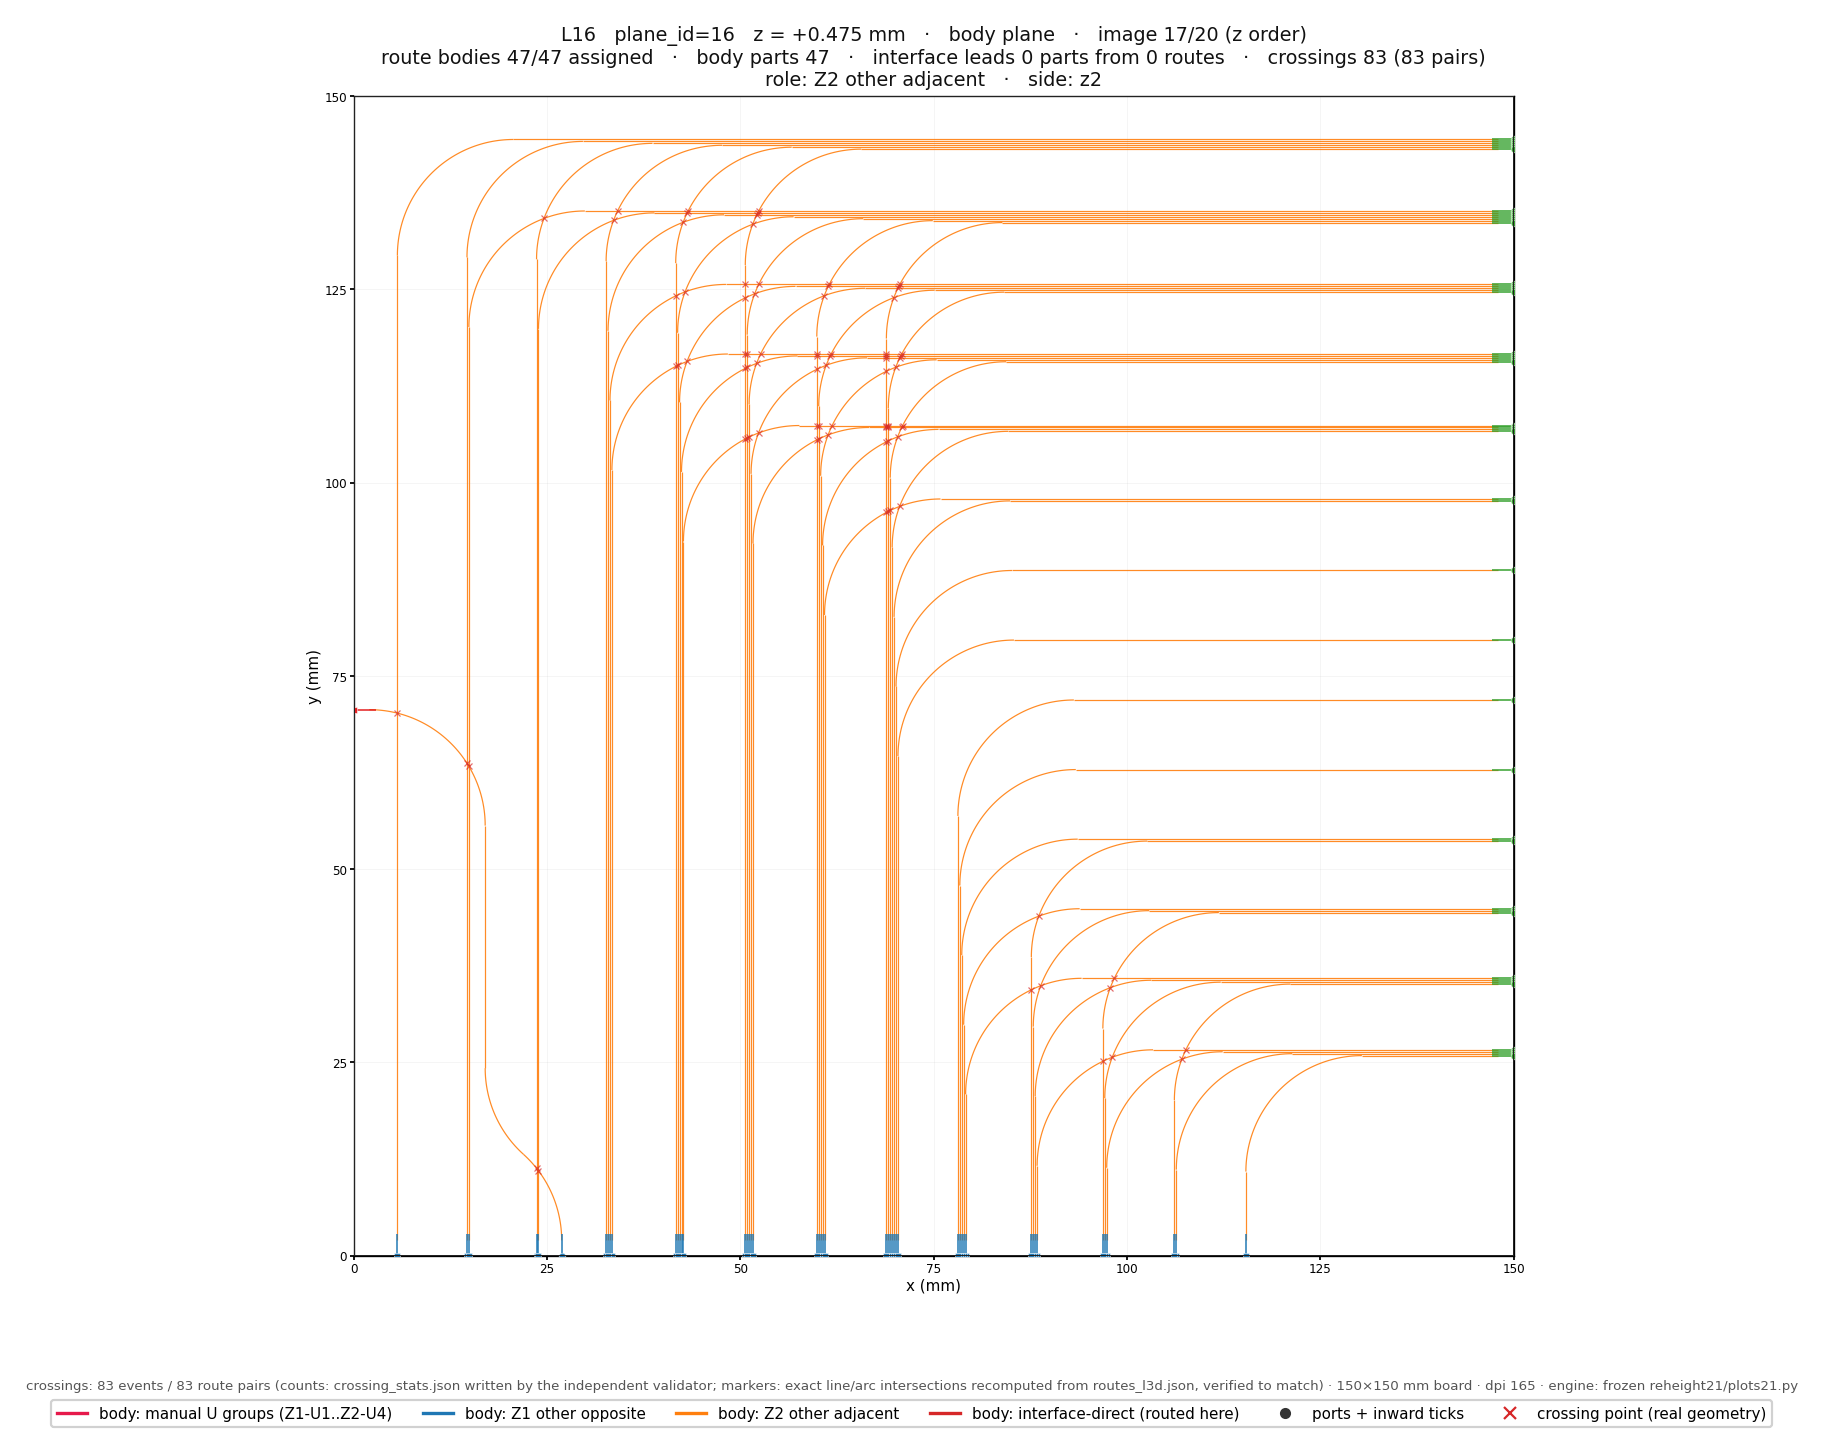 L16   plane_id=16   z = +0.475 mm   ·   body plane   ·   image 17/20 (z order)
route bodies 47/47 assigned   ·   body parts 47   ·   interface leads 0 parts from 0 routes   ·   crossings 83 (83 pairs)
role: Z2 other adjacent   ·   side: z2
150
125
100
75
50
25
0
y (mm)
0 25 50 75 100 125 150
x (mm)
crossings: 83 events / 83 route pairs (counts: crossing_stats.json written by the independent validator; markers: exact line/arc intersections recomputed from routes_l3d.json, verified to match) · 150×150 mm board · dpi 165 · engine: frozen reheight21/plots21.py
body: manual U groups (Z1-U1..Z2-U4) body: Z1 other opposite body: Z2 other adjacent body: interface-direct (routed here) ports + inward ticks crossing point (real geometry)